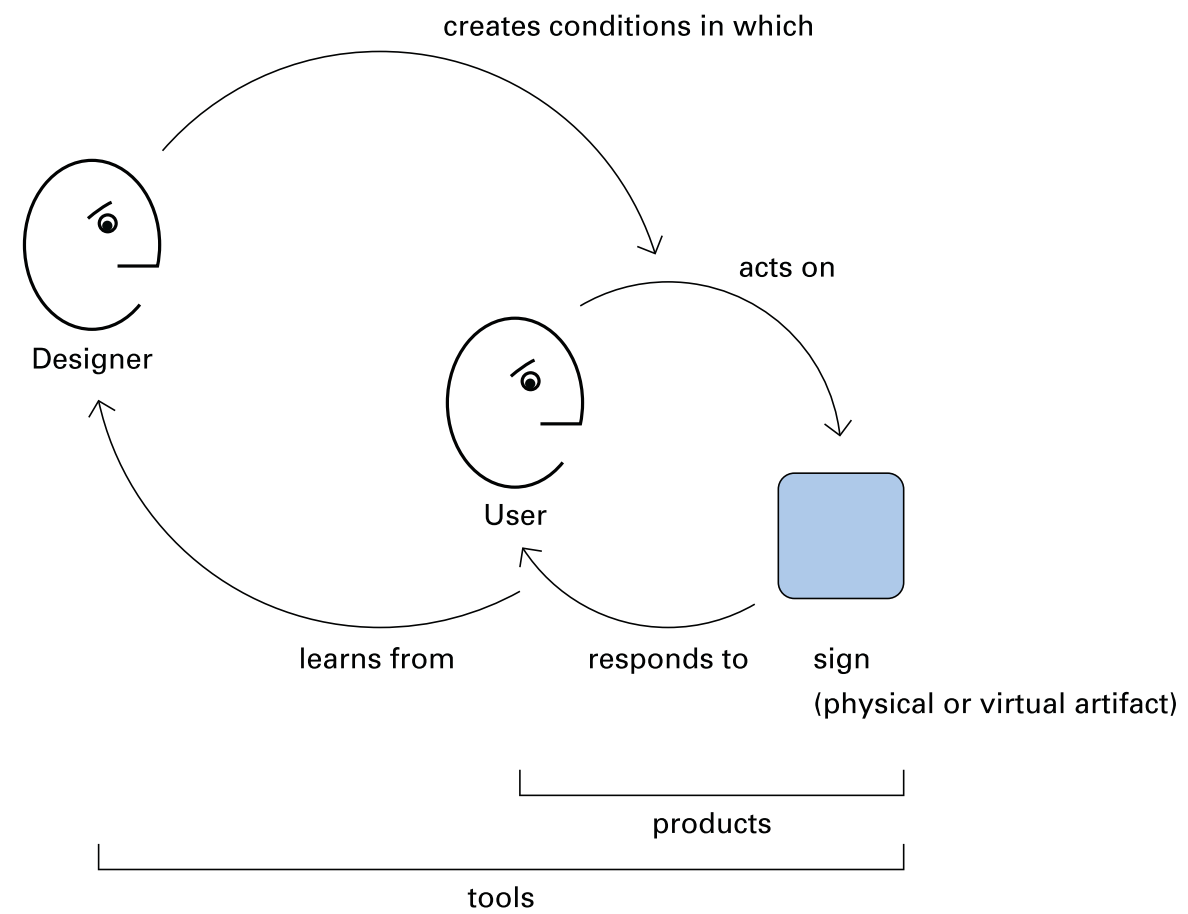 creates conditions in which
acts on
Designer
User
learns from
responds to
sign
(physical or virtual artifact)
products
tools